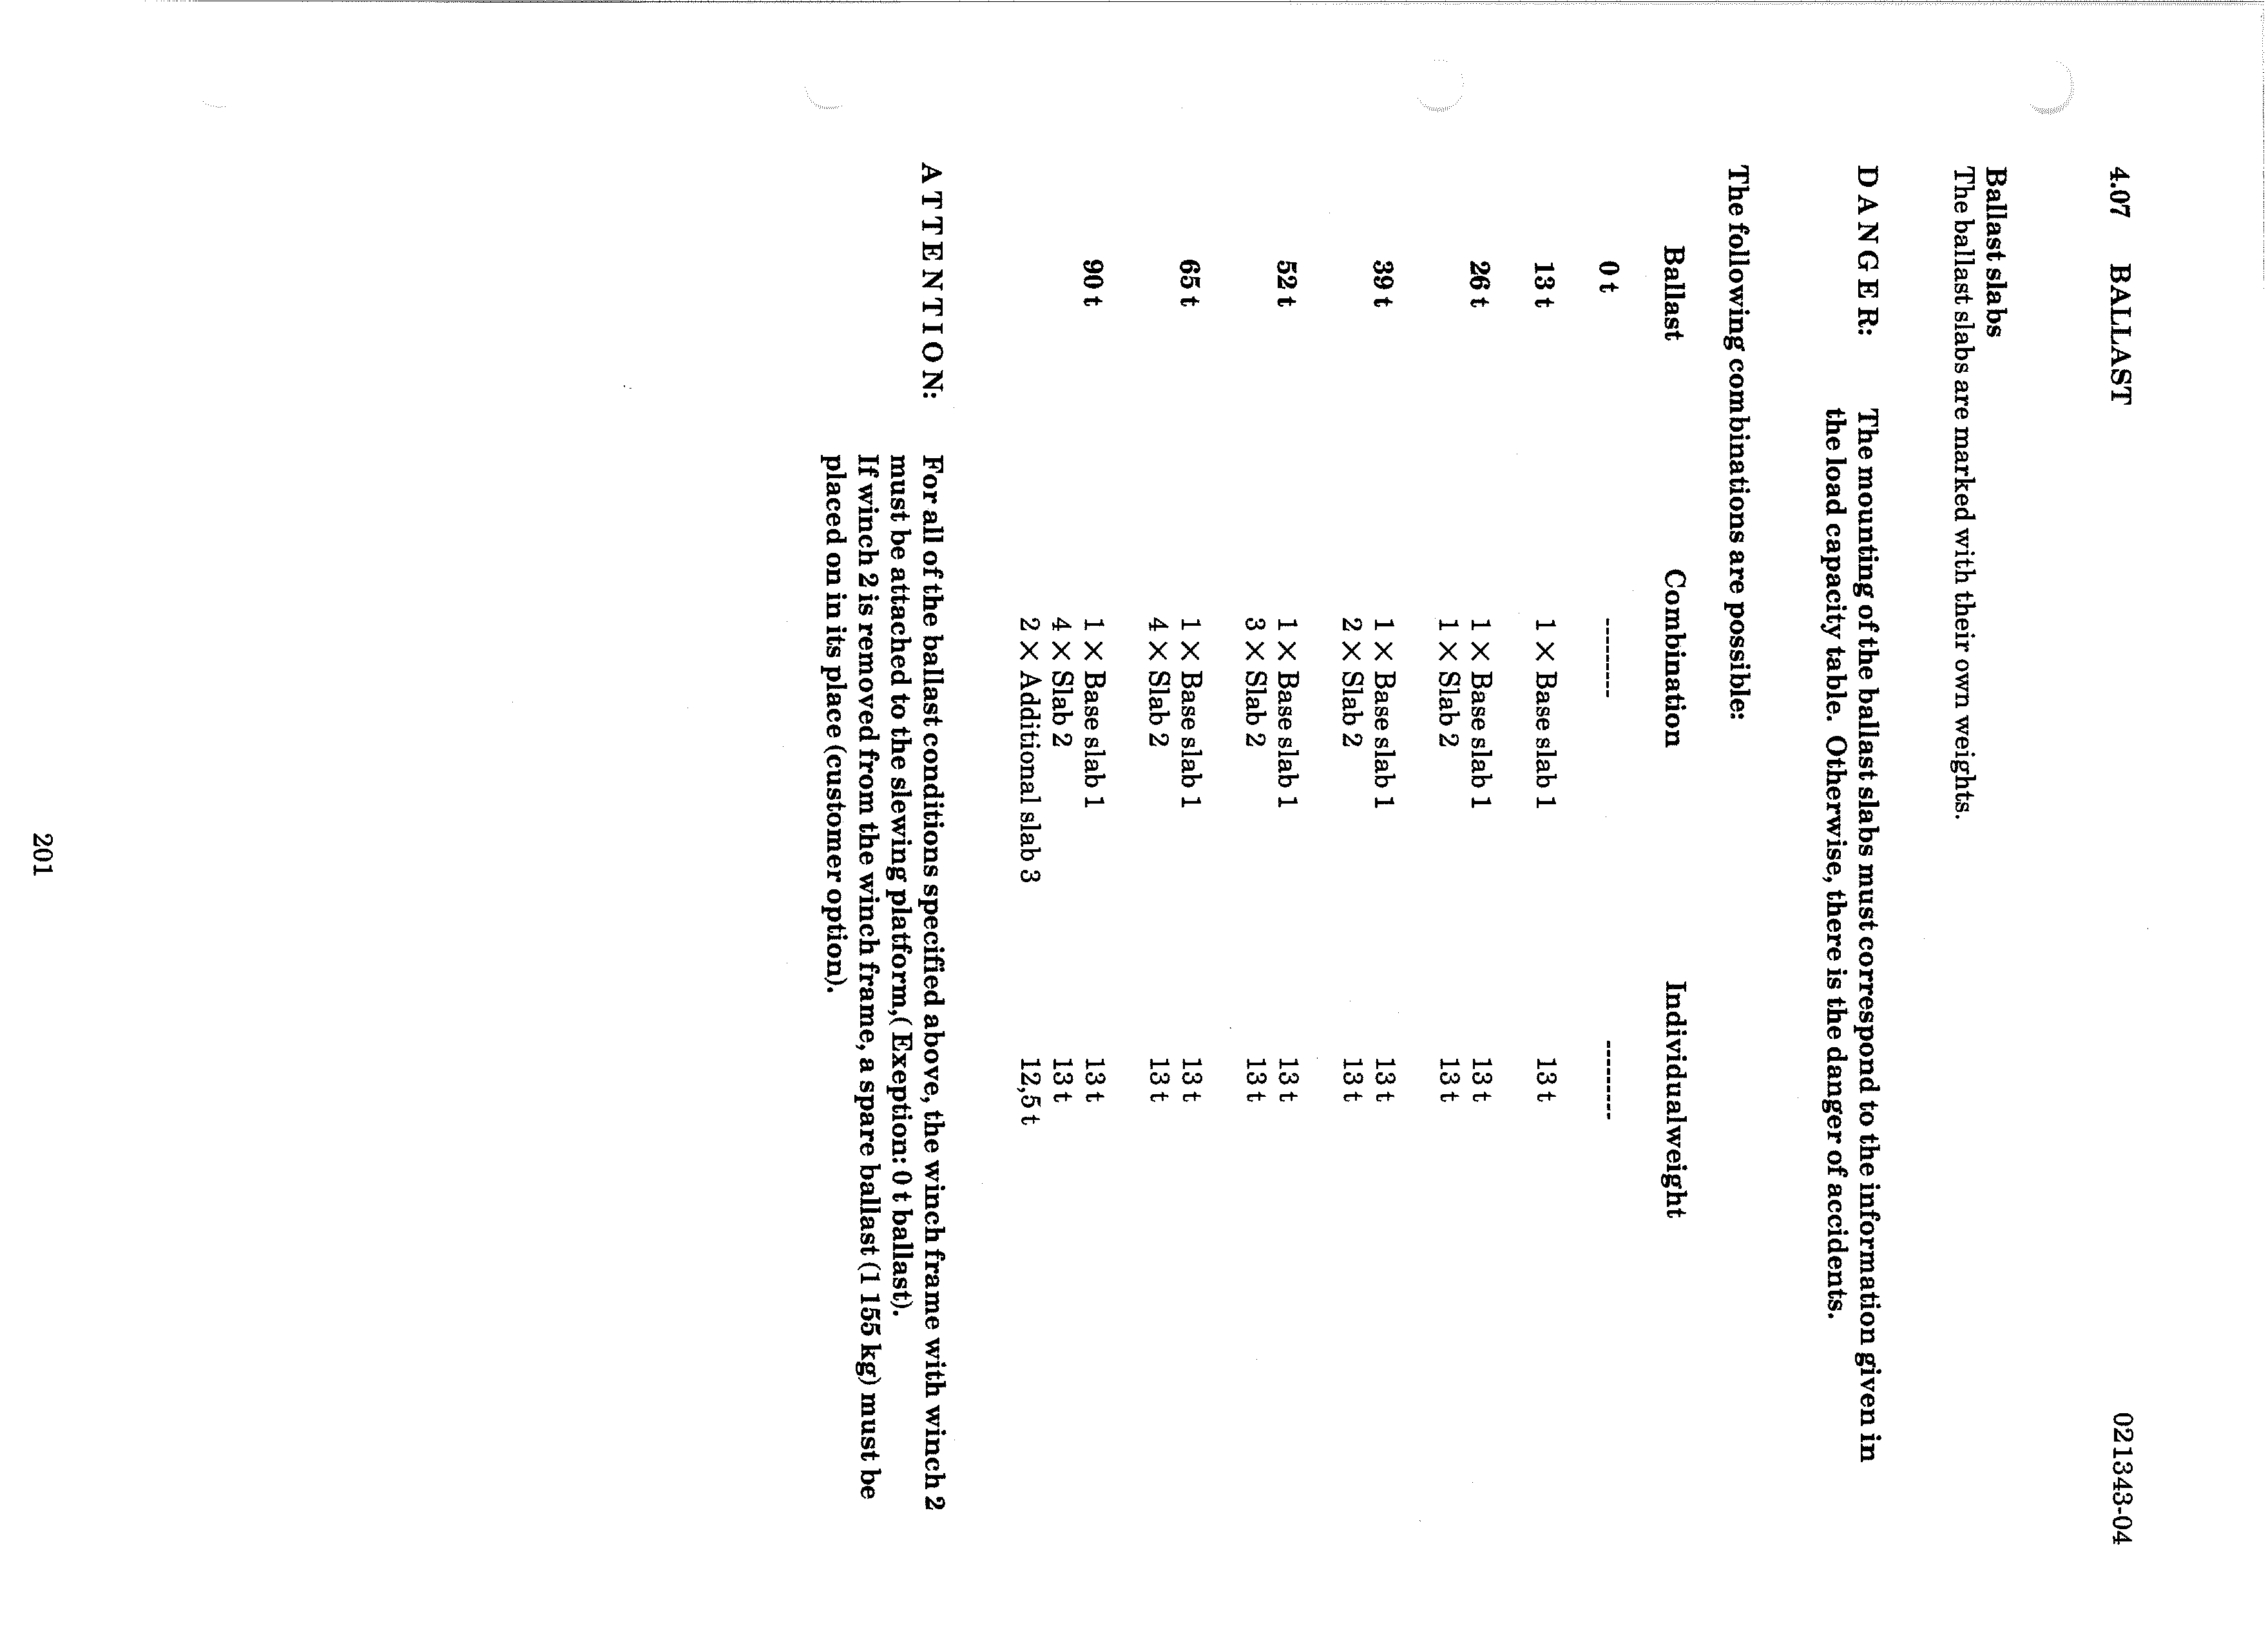 4.07 BALLAST 021343-04
Ballast slabs
The ballast slabs are marked with their own weights.
D A N G E R: The mounting of the ballast slabs must correspond to the information given in
the load capacity table. Otherwise, there is the danger of accidents.
The following combinations are possible:
Ballast Combination Individualweight
0 t --------- ---------
13 t 1 × Base slab 1 13 t
26 t 1 × Base slab 1 13 t
1 × Slab 2 13 t
39 t 1 × Base slab 1 13 t
2 × Slab 2 13 t
52 t 1 × Base slab 1 13 t
3 × Slab 2 13 t
65 t 1 × Base slab 1 13 t
4 × Slab 2 13 t
90 t 1 × Base slab 1 13 t
4 × Slab 2 13 t
2 × Additional slab 3 12,5 t
A T T E N T I O N: For all of the ballast conditions specified above, the winch frame with winch 2
must be attached to the slewing platform,( Exeption: 0 t ballast).
If winch 2 is removed from the winch frame, a spare ballast (1 155 kg) must be
placed on in its place (customer option).
201